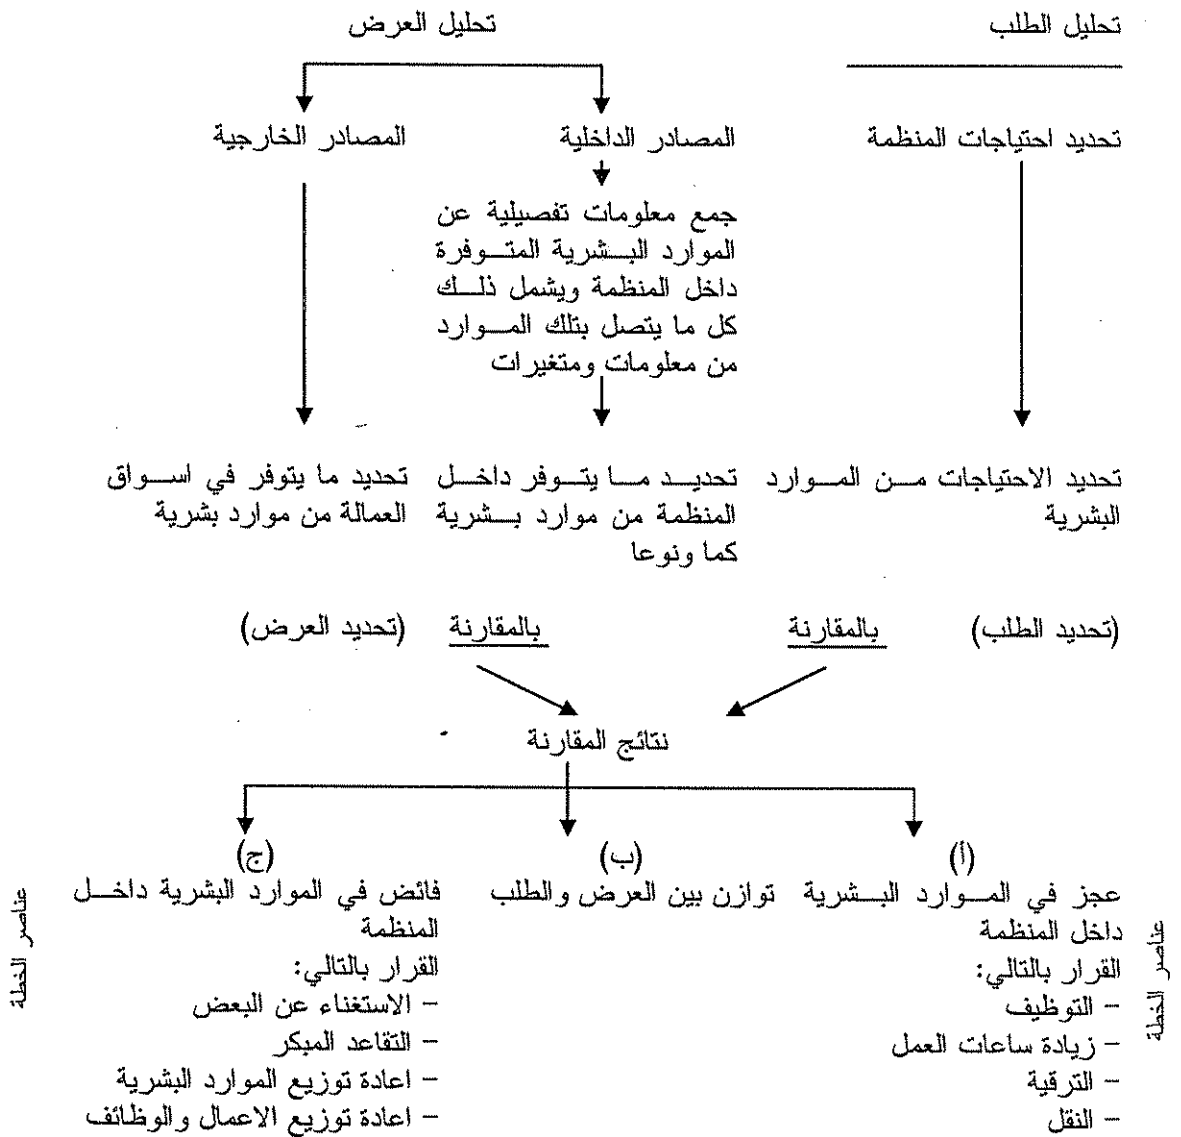 تحليل الطلب
تحليل العرض
تحديد احتياجات المنظمة
المصادر الداخلية
المصادر الخارجية
جمع معلومات تفصيلية عن
الموارد البشرية المتوفرة
داخل المنظمة ويشمل ذلك
كل ما يتصل بتلك الموارد
من معلومات ومتغيرات
تحديد الاحتياجات من الموارد
البشرية
تحديد ما يتوفر داخل
المنظمة من موارد بشرية
كما ونوعا
تحديد ما يتوفر في اسواق
العمالة من موارد بشرية
(تحديد الطلب)
بالمقارنة
بالمقارنة
(تحديد العرض)
نتائج المقارنة
(أ)
عجز في الموارد البشرية
داخل المنظمة
القرار بالتالي:
- التوظيف
- زيادة ساعات العمل
- الترقية
- النقل
(ب)
توازن بين العرض والطلب
(ج)
فائض في الموارد البشرية داخل
المنظمة
القرار بالتالي:
- الاستغناء عن البعض
- التقاعد المبكر
- اعادة توزيع الموارد البشرية
- اعادة توزيع الاعمال والوظائف
عناصر الخطة
عناصر الخطة